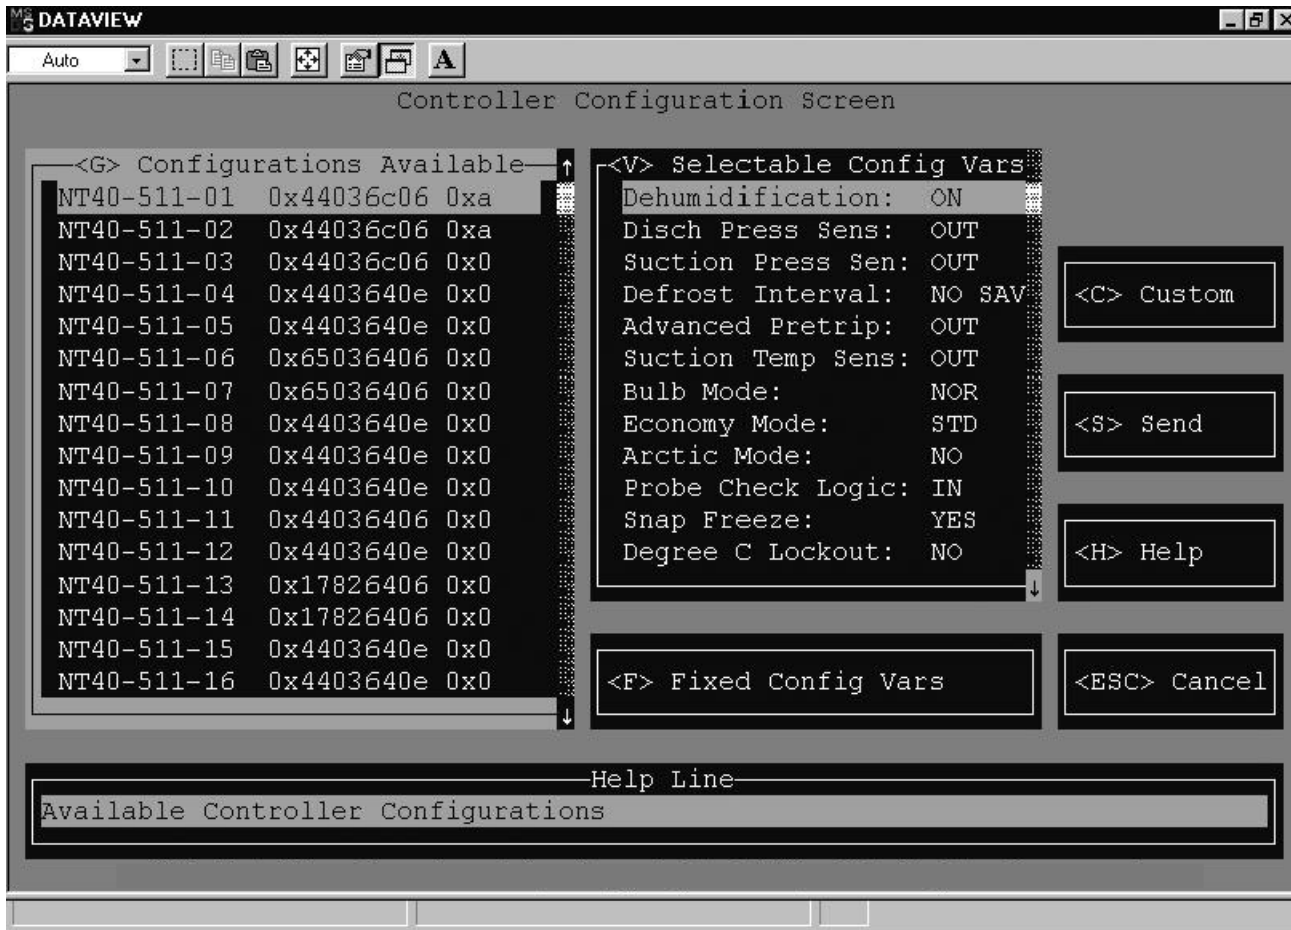 DATAVIEW
Auto
A
Controller Configuration Screen
<G> Configurations Available
NT40-511-01 0x44036c06 0xa
NT40-511-02 0x44036c06 0xa
NT40-511-03 0x44036c06 0x0
NT40-511-04 0x4403640e 0x0
NT40-511-05 0x4403640e 0x0
NT40-511-06 0x65036406 0x0
NT40-511-07 0x65036406 0x0
NT40-511-08 0x4403640e 0x0
NT40-511-09 0x4403640e 0x0
NT40-511-10 0x4403640e 0x0
NT40-511-11 0x44036406 0x0
NT40-511-12 0x4403640e 0x0
NT40-511-13 0x17826406 0x0
NT40-511-14 0x17826406 0x0
NT40-511-15 0x4403640e 0x0
NT40-511-16 0x4403640e 0x0
<V> Selectable Config Vars
Dehumidification: ON
Disch Press Sens: OUT
Suction Press Sen: OUT
Defrost Interval: NO SAV
Advanced Pretrip: OUT
Suction Temp Sens: OUT
Bulb Mode: NOR
Economy Mode: STD
Arctic Mode: NO
Probe Check Logic: IN
Snap Freeze: YES
Degree C Lockout: NO
<F> Fixed Config Vars
<C> Custom
<S> Send
<H> Help
<ESC> Cancel
Help Line
Available Controller Configurations